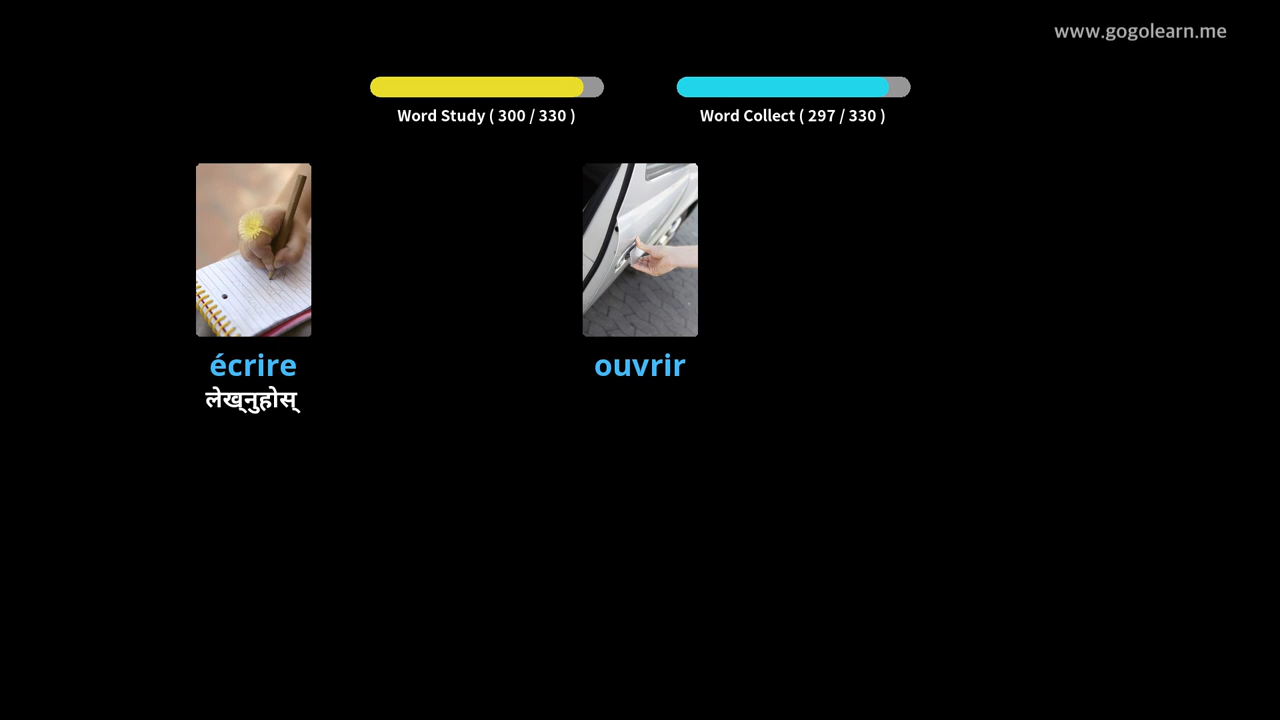 www.gogolearn.me
Word Study ( 300 / 330 )
Word Collect ( 297 / 330 )
écrire
ouvrir
लेख्नुहोस्